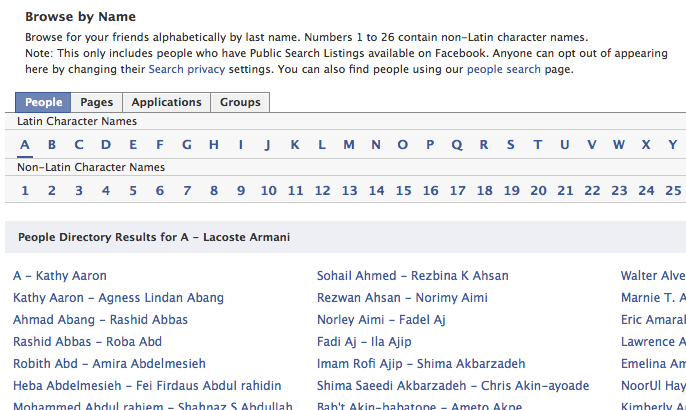 Browse by Name
Browse for your friends alphabetically by last name. Numbers 1 to 26 contain non-Latin character names.
Note: This only includes people who have Public Search Listings available on Facebook. Anyone can opt out of appearing
here by changing their Search privacy settings. You can also find people using our people search page.
People Pages Applications Groups
Latin Character Names
A B C D E F G H I J K L M N O P Q R S T U V W X Y
Non-Latin Character Names
1 2 3 4 5 6 7 8 9 10 11 12 13 14 15 16 17 18 19 20 21 22 23 24 25
People Directory Results for A - Lacoste Armani
A - Kathy Aaron
Kathy Aaron - Agness Lindan Abang
Ahmad Abang - Rashid Abbas
Rashid Abbas - Roba Abd
Robith Abd - Amira Abdelmesieh
Heba Abdelmesieh - Fei Firdaus Abdul rahidin
Mohammed Abdul rahiem - Shahnaz S Abdullah
Sohail Ahmed - Rezbina K Ahsan
Rezwan Ahsan - Norimy Aimi
Norley Aimi - Fadel Aj
Fadi Aj - Ila Ajip
Imam Rofi Ajip - Shima Akbarzadeh
Shima Saeedi Akbarzadeh - Chris Akin-ayoade
Bah't Akin-babatope - Ameto Akpe
Walter Alve
Marnie T. A
Eric Amaral
Lawrence A
Emelina Am
NoorUl Hay
Kimberly An